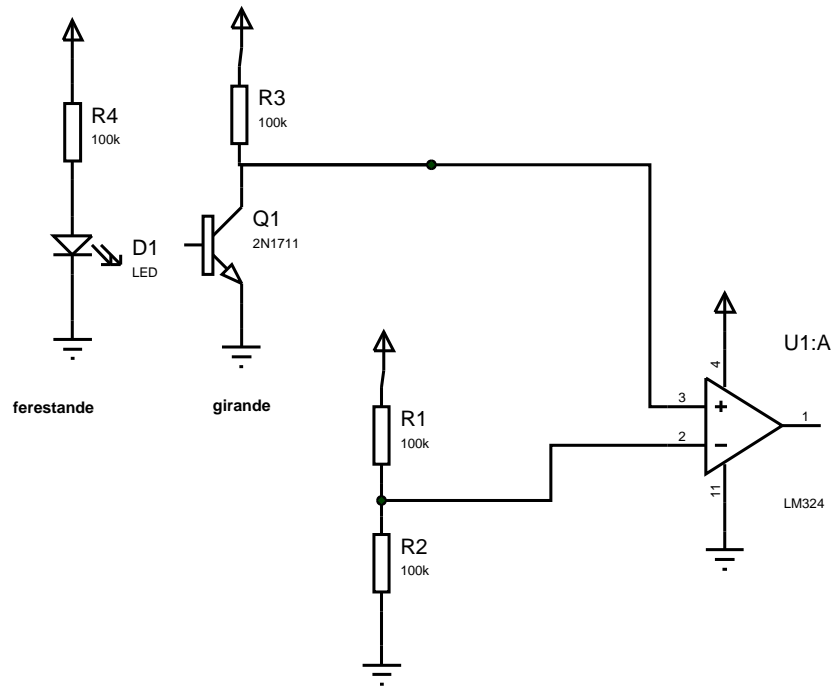 R4
100k
D1
LED
ferestande
R3
100k
Q1
2N1711
girande
R1
100k
R2
100k
U1:A
3
2
1
4
11
LM324